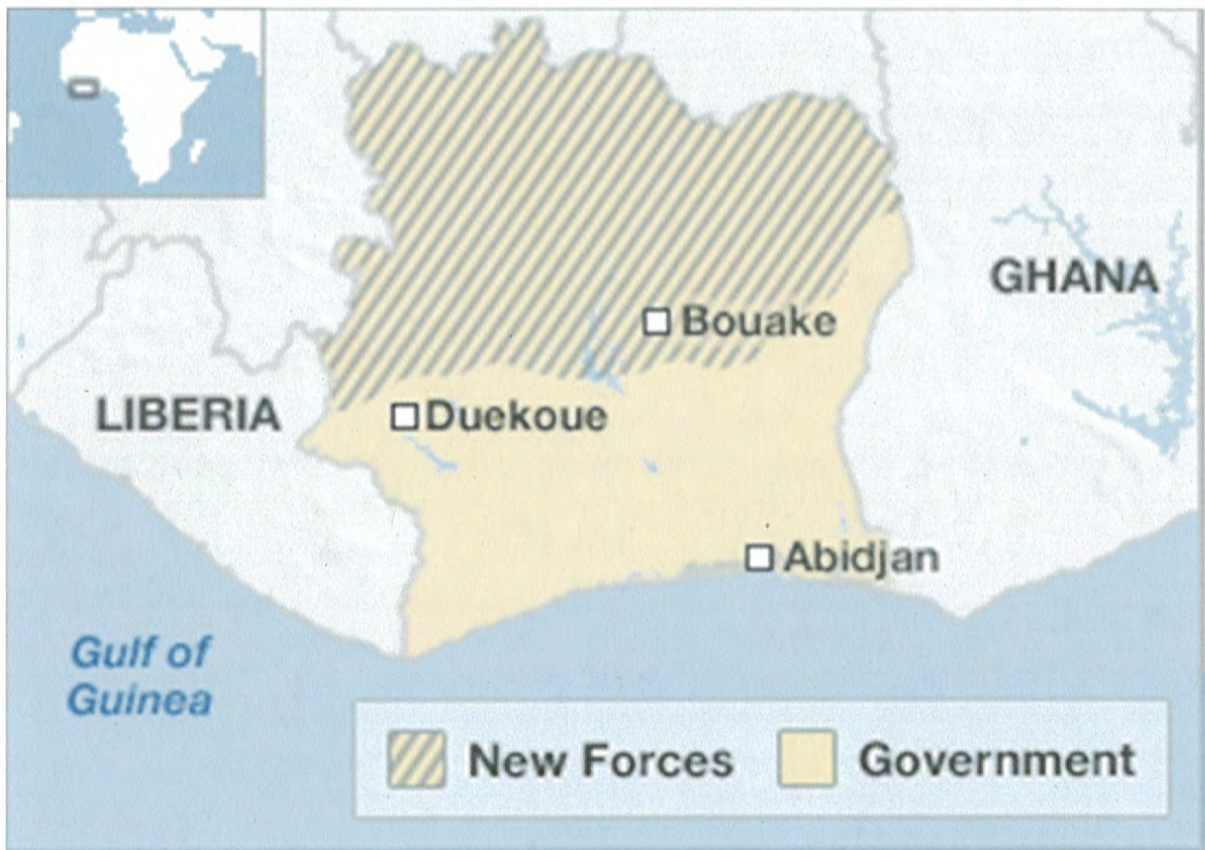 GHANA
Bouake
LIBERIA
Duekoue
Abidjan
Gulf of
Guinea
New Forces
Government